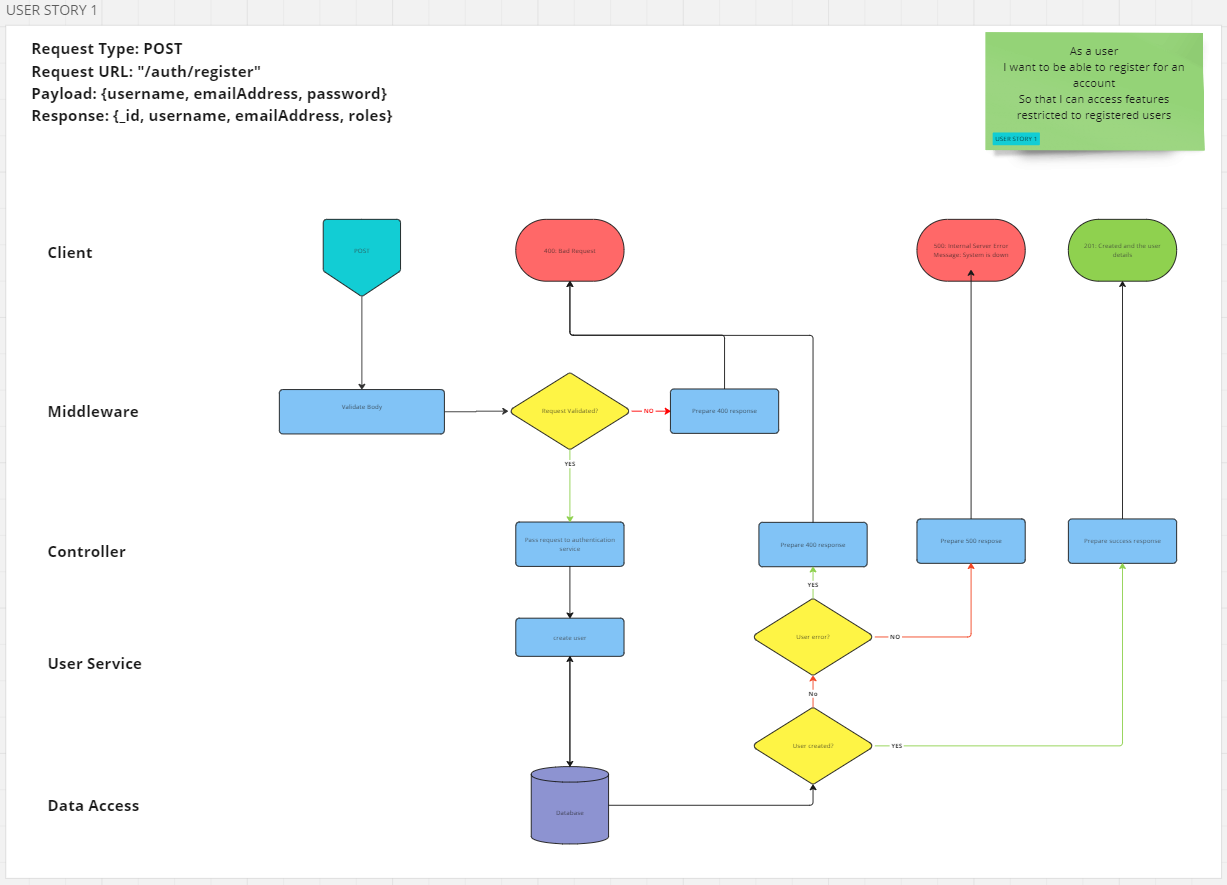 USER STORY 1
Request Type: POST
Request URL: "/auth/register"
Payload: {username, emailAddress, password}
Response: {_id, username, emailAddress, roles}
As a user
I want to be able to register for an
account
So that I can access features
restricted to registered users
USER STORY 1
Client
POST
400: Bad Request
500: Internal Server Error
Message: System is down
201: Created and the user
details
Middleware
Validate Body
Request Validated?
NO
Prepare 400 response
YES
Controller
Pass request to authentication
service
Prepare 400 response
Prepare 500 respose
Prepare success response
YES
User Service
create user
User error?
NO
No
User created?
YES
Data Access
Database